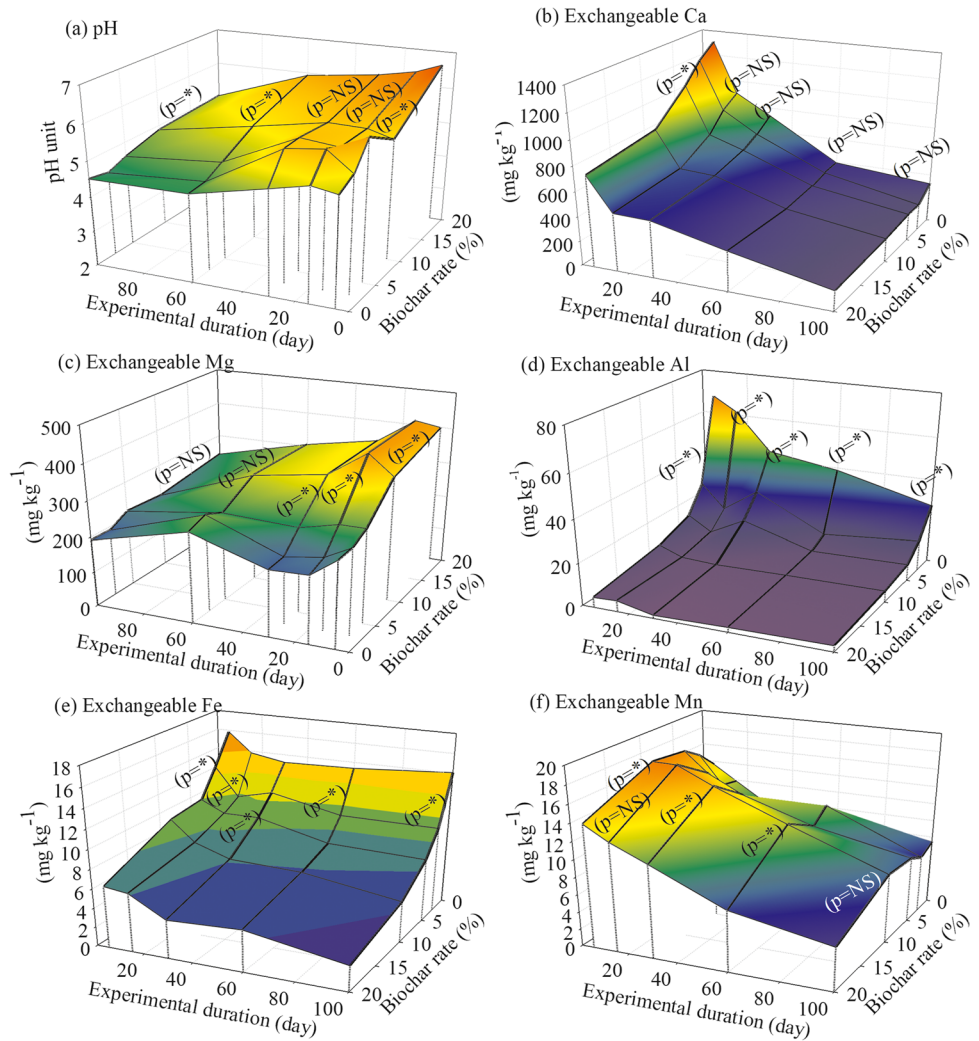 (a) pH
(p=*)
(p=*)
(p=NS)
(p=NS)
(p=*)
pH unit
7
6
5
4
3
2
80
60
40
20
0
Experimental duration (day)
0
5
10
15
20
Biochar rate (%)
(b) Exchangeable Ca
(p=*)
(p=NS)
(p=NS)
(p=NS)
(p=NS)
(mg kg-1)
1400
1200
1000
800
600
400
200
0
20
40
60
80
100
Experimental duration (day)
0
5
10
15
20
Biochar rate (%)
(c) Exchangeable Mg
(p=NS)
(p=NS)
(p=*)
(p=*)
(p=*)
(mg kg-1)
500
400
300
200
100
0
80
60
40
20
0
Experimental duration (day)
0
5
10
15
20
Biochar rate (%)
(d) Exchangeable Al
(p=*)
(p=*)
(p=*)
(p=*)
(p=*)
(mg kg-1)
80
60
40
20
0
20
40
60
80
100
Experimental duration (day)
0
5
10
15
20
Biochar rate (%)
(e) Exchangeable Fe
(p=*)
(p=*)
(p=*)
(p=*)
(p=*)
(mg kg-1)
18
16
14
12
10
8
6
4
2
0
20
40
60
80
100
Experimental duration (day)
0
5
10
15
20
Biochar rate (%)
(f) Exchangeable Mn
(p=*)
(p=NS)
(p=*)
(p=*)
(p=NS)
(mg kg-1)
20
18
16
14
12
10
8
6
4
2
0
20
40
60
80
100
Experimental duration (day)
0
5
10
15
20
Biochar rate (%)